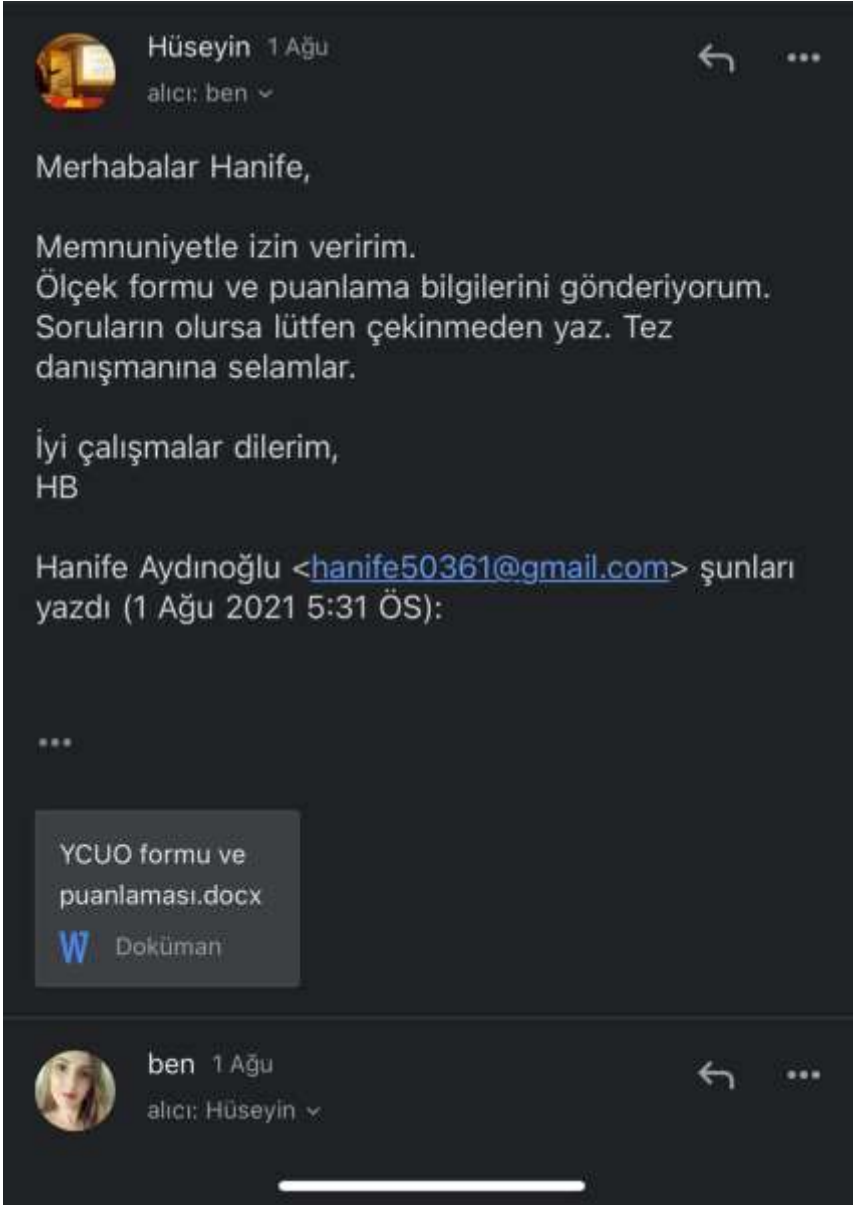 Hüseyin 1 Ağu
alıcı: ben
Merhabalar Hanife,
Memnuniyetle izin veririm.
Ölçek formu ve puanlama bilgilerini gönderiyorum.
Soruların olursa lütfen çekinmeden yaz. Tez
danışmanına selamlar.
İyi çalışmalar dilerim,
HB
Hanife Aydınoğlu <hanife50361@gmail.com> şunları
yazdı (1 Ağu 2021 5:31 ÖS):
YCUO formu ve
puanlaması.docx
W Doküman
ben 1 Ağu
alıcı: Hüseyin